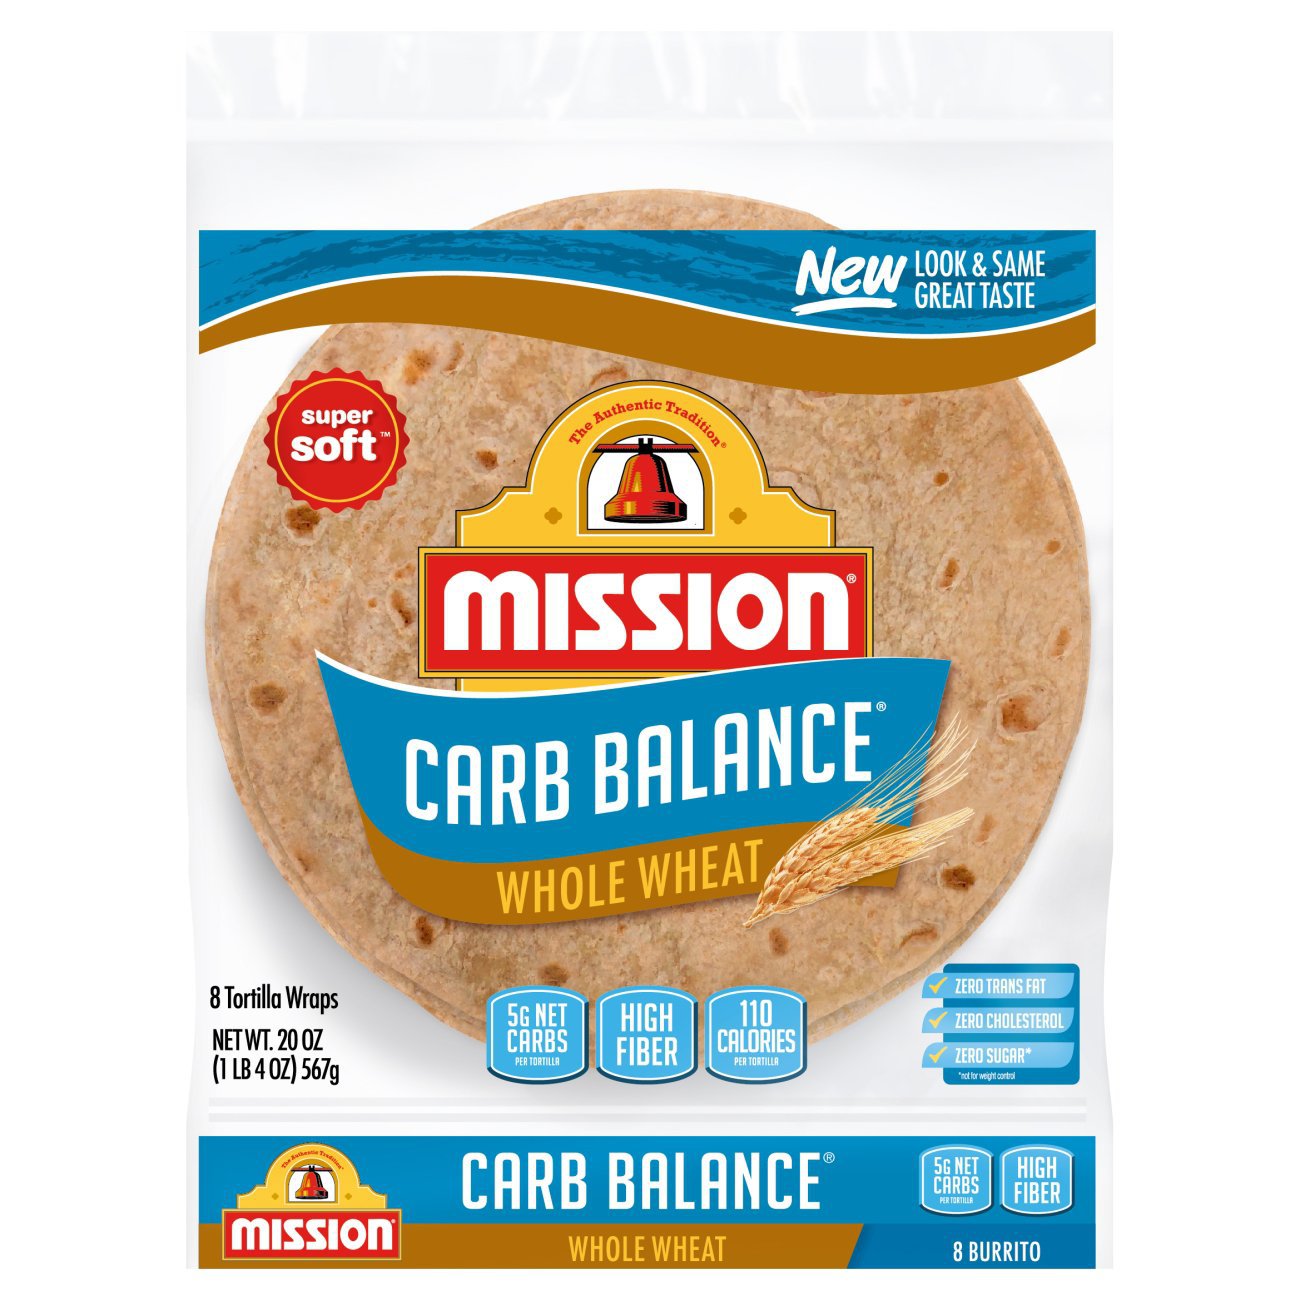 New LOOK & SAME
GREAT TASTE
super
soft™
The Authentic Tradition®
MISSION®
CARB BALANCE®
WHOLE WHEAT
8 Tortilla Wraps
NET WT. 20 OZ
(1 LB 4 OZ) 567g
5G NET
CARBS
PER TORTILLA
HIGH
FIBER
110
CALORIES
PER TORTILLA
ZERO TRANS FAT
ZERO CHOLESTEROL
ZERO SUGAR*
*not for weight control
The Authentic Tradition®
MISSION®
CARB BALANCE®
WHOLE WHEAT
5G NET
CARBS
PER TORTILLA
HIGH
FIBER
8 BURRITO